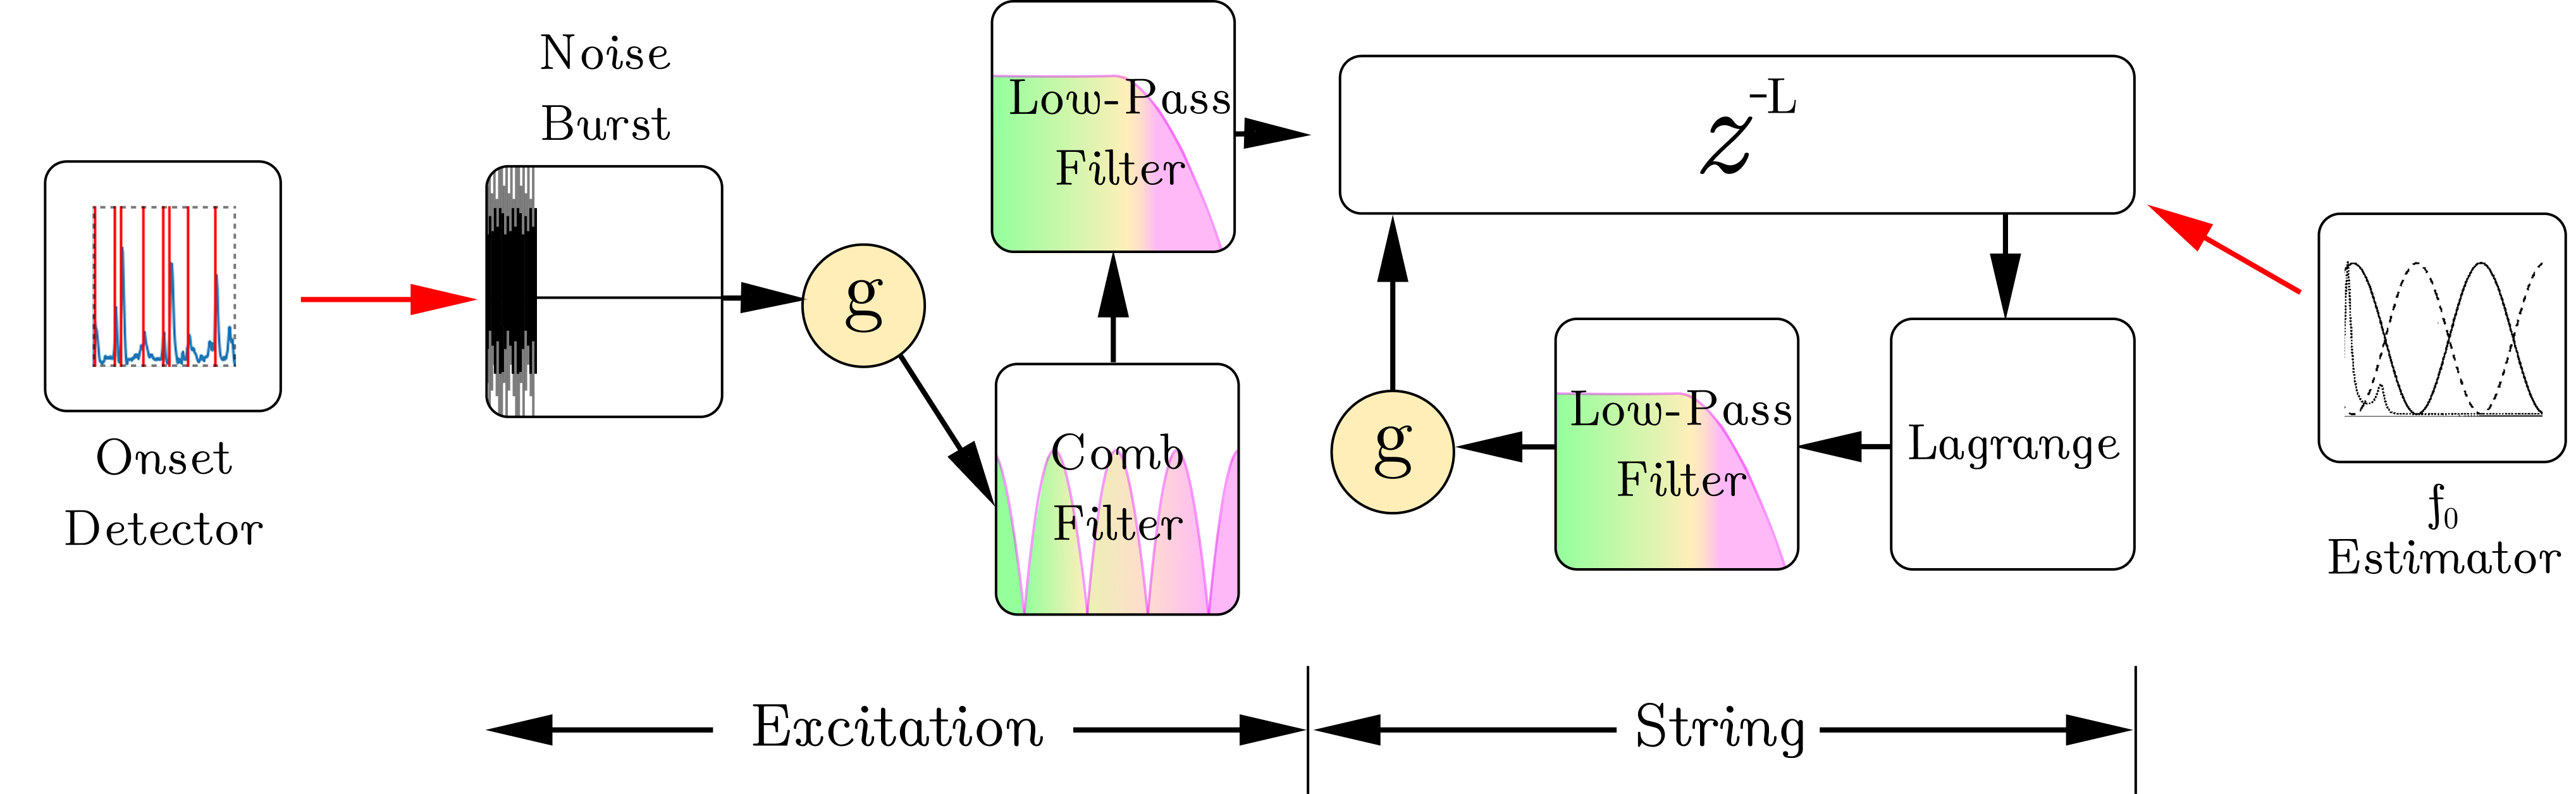 Noise
Burst
Onset
Detector
g
Low-Pass
Filter
Comb
Filter
z⁻ᴸ
g
Low-Pass
Filter
Lagrange
f₀
Estimator
Excitation
String